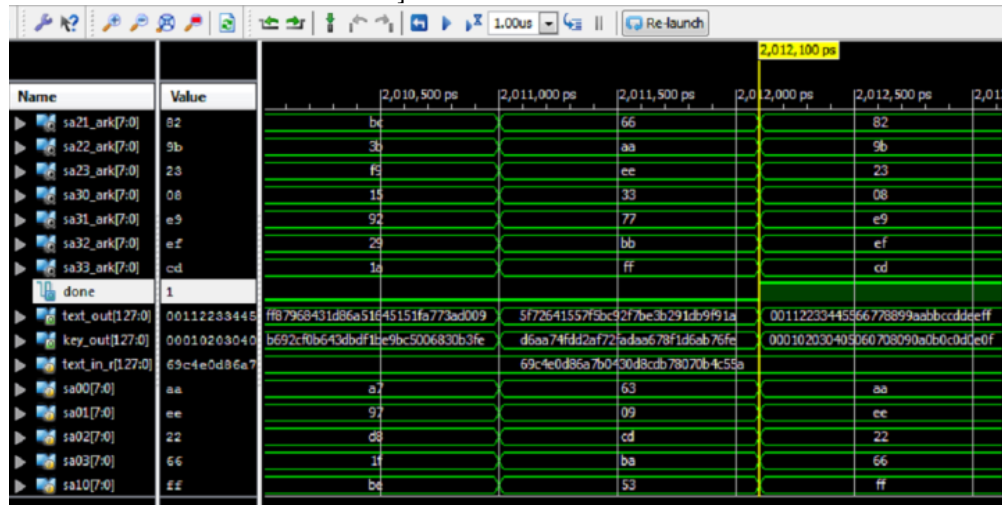 ]
1.00us Re-launch
2,012,100 ps
Name Value 2,010,500 ps 2,011,000 ps 2,011,500 ps 2,012,000 ps 2,012,500 ps 2,01
sa21_ark[7:0] 82 bc 66 82
sa22_ark[7:0] 9b 3b aa 9b
sa23_ark[7:0] 23 f9 ee 23
sa30_ark[7:0] 08 15 33 08
sa31_ark[7:0] e9 92 77 e9
sa32_ark[7:0] ef 29 bb ef
sa33_ark[7:0] cd 1a ff cd
done 1
text_out[127:0] 00112233445 ff87968431d86a51645151fa773ad009 5f72641557f5bc92f7be3b291db9f91a 00112233445566778899aabbccddeeff
key_out[127:0] 00010203040 b692cf0b643dbdf1be9bc5006830b3fe d6aa74fdd2af72fadaa678f1d6ab76fe 000102030405060708090a0b0c0d0e0f
text_in_r[127:0] 69c4e0d86a7 69c4e0d86a7b0430d8cdb78070b4c55a
sa00[7:0] aa a7 63 aa
sa01[7:0] ee 97 09 ee
sa02[7:0] 22 d8 cd 22
sa03[7:0] 66 1f ba 66
sa10[7:0] ff be 53 ff